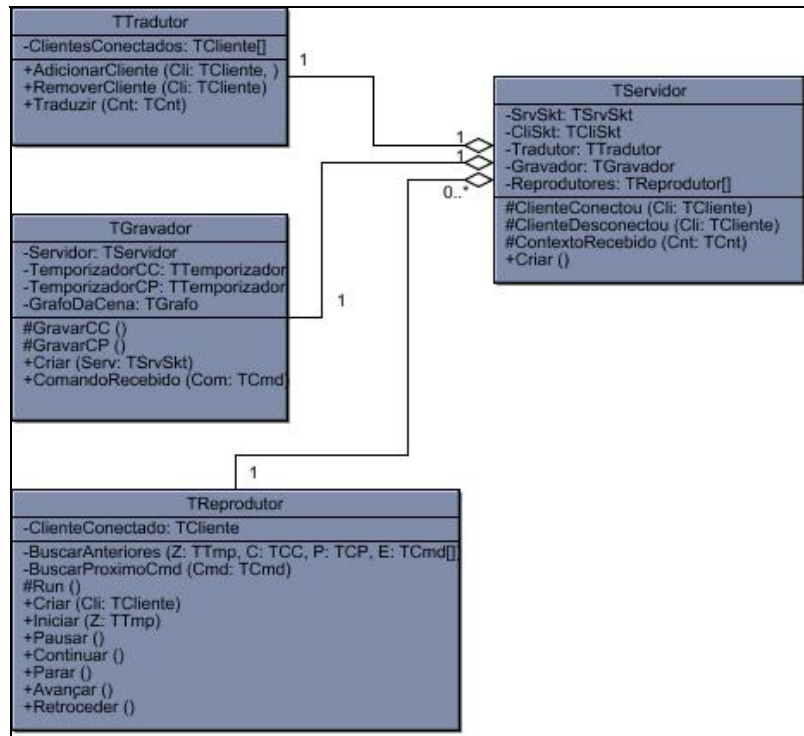 TTradutor
-ClientesConectados: TCliente[]
+AdicionarCliente (Cli: TCliente, )
+RemoverCliente (Cli: TCliente)
+Traduzir (Cnt: TCnt)
1
TServidor
-SrvSkt: TSrvSkt
-CliSkt: TCliSkt
-Tradutor: TTradutor
-Gravador: TGravador
-Reprodutores: TReprodutor[]
#ClienteConectou (Cli: TCliente)
#ClienteDesconectou (Cli: TCliente)
#ContextoRecebido (Cnt: TCnt)
+Criar ()
1
1
0..*
TGravador
-Servidor: TServidor
-TemporizadorCC: TTemporizador
-TemporizadorCP: TTemporizador
-GrafoDaCena: TGrafo
#GravarCC ()
#GravarCP ()
+Criar (Serv: TSrvSkt)
+ComandoRecebido (Com: TCmd)
1
1
TReprodutor
-ClienteConectado: TCliente
-BuscarAnteriores (Z: TTmp, C: TCC, P: TCP, E: TCmd[])
-BuscarProximoCmd (Cmd: TCmd)
#Run ()
+Criar (Cli: TCliente)
+Iniciar (Z: TTmp)
+Pausar ()
+Continuar ()
+Parar ()
+Avançar ()
+Retroceder ()